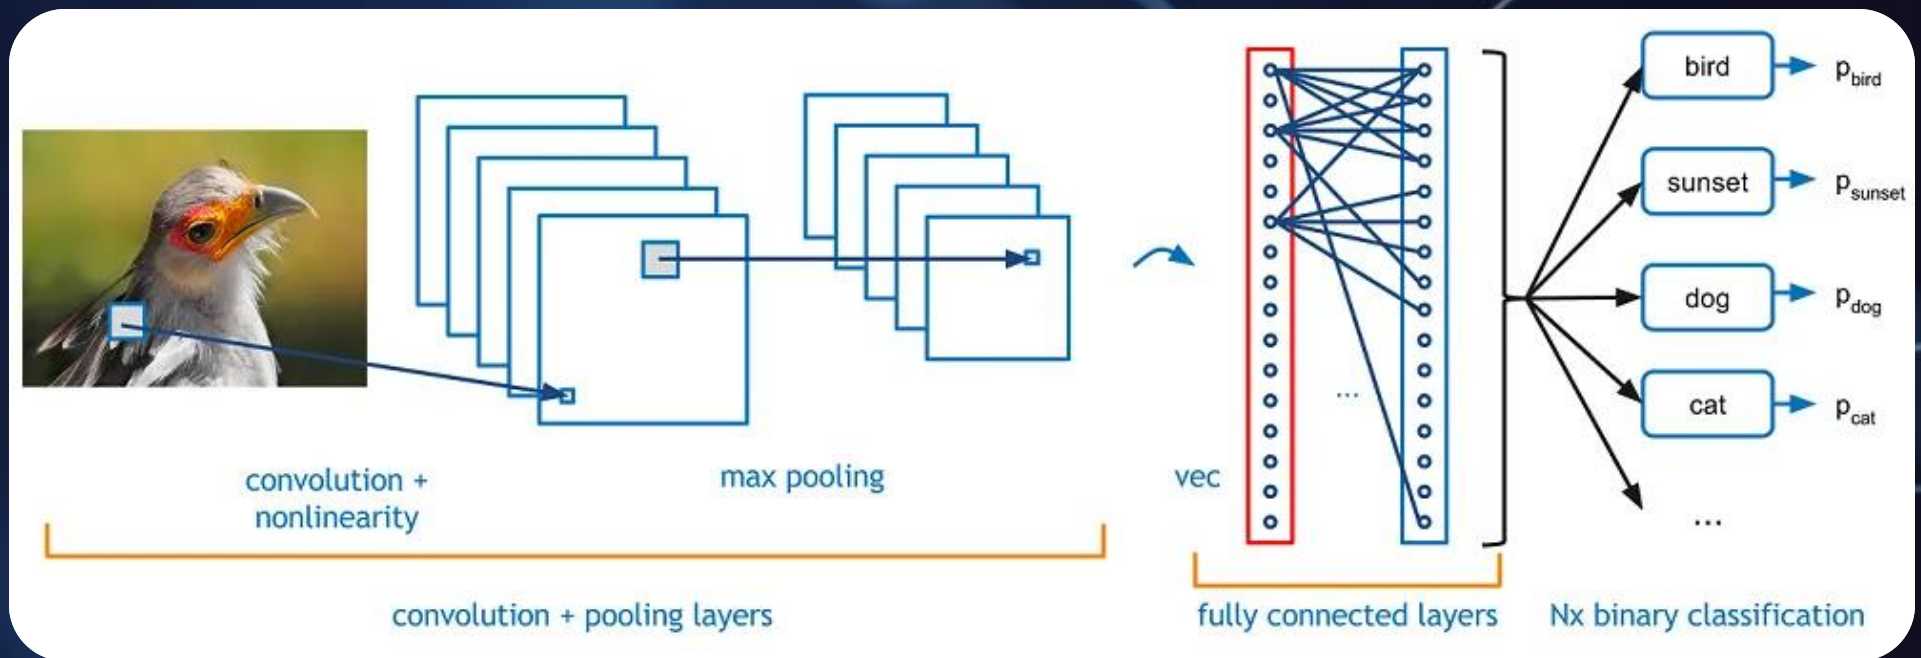 convolution +
nonlinearity
max pooling
vec
...
bird
p_bird
sunset
p_sunset
dog
p_dog
cat
p_cat
...
convolution + pooling layers
fully connected layers
Nx binary classification